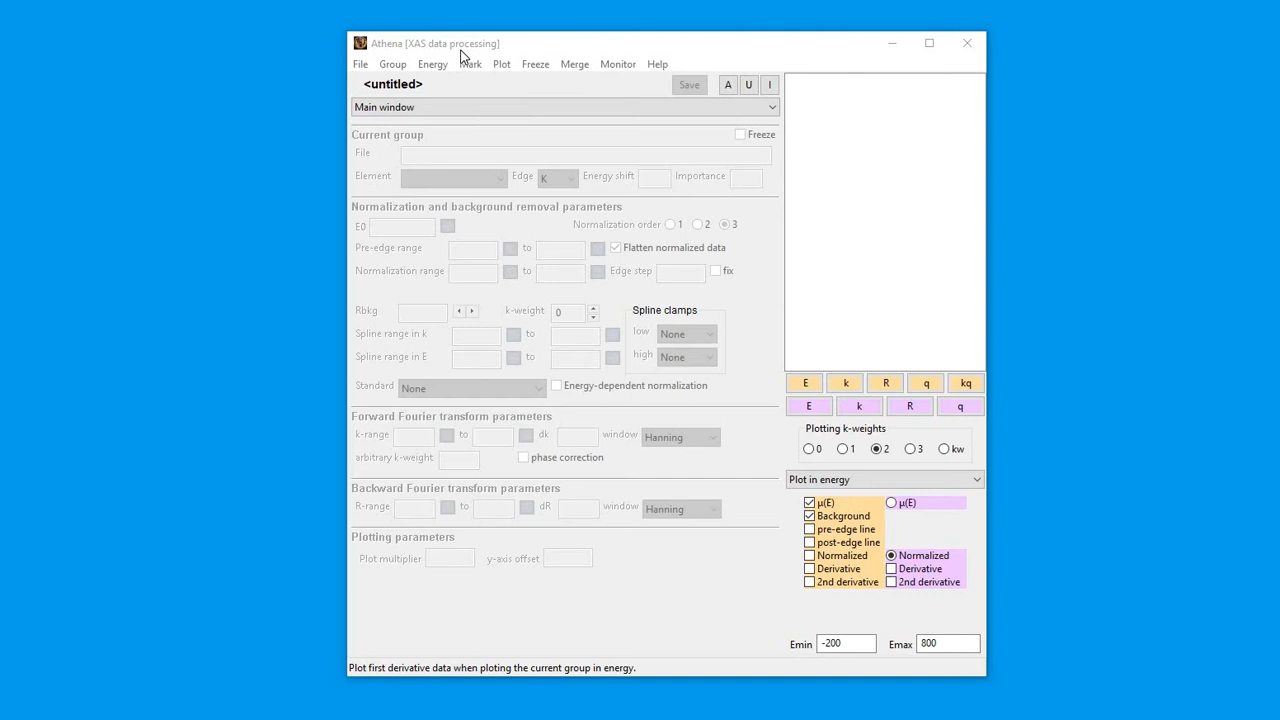 Athena [XAS data processing]
File Group Energy Mark Plot Freeze Merge Monitor Help
<untitled> Save A U I
Main window
Current group Freeze
File
Element Edge K Energy shift Importance
Normalization and background removal parameters
E0 Normalization order 1 2 3
Pre-edge range to Flatten normalized data
Normalization range to Edge step fix
Rbkg k-weight 0 Spline clamps
Spline range in k to low None
Spline range in E to high None
Standard None Energy-dependent normalization
Forward Fourier transform parameters
k-range to dk window Hanning
arbitrary k-weight phase correction
Backward Fourier transform parameters
R-range to dR window Hanning
Plotting parameters
Plot multiplier y-axis offset
E k R q kq
E k R q
Plotting k-weights
0 1 2 3 kw
Plot in energy
μ(E) μ(E)
Background
pre-edge line
post-edge line
Normalized Normalized
Derivative Derivative
2nd derivative 2nd derivative
Emin -200 Emax 800
Plot first derivative data when ploting the current group in energy.